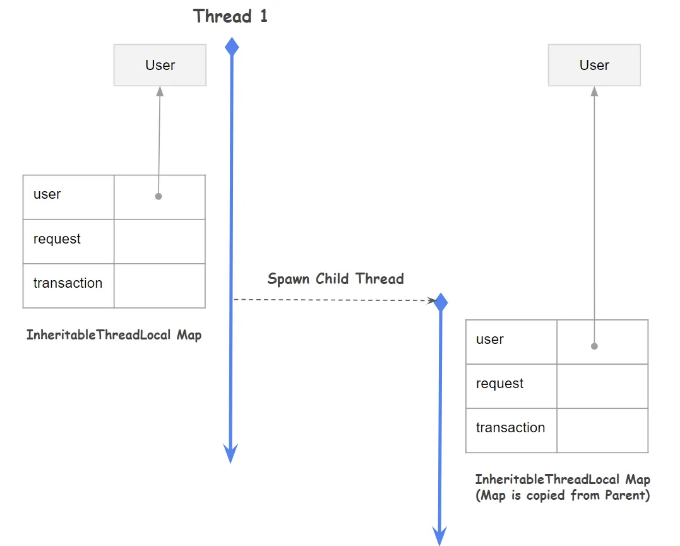 Thread 1
User
User
user
request
transaction
InheritableThreadLocal Map
Spawn Child Thread
user
request
transaction
InheritableThreadLocal Map
(Map is copied from Parent)